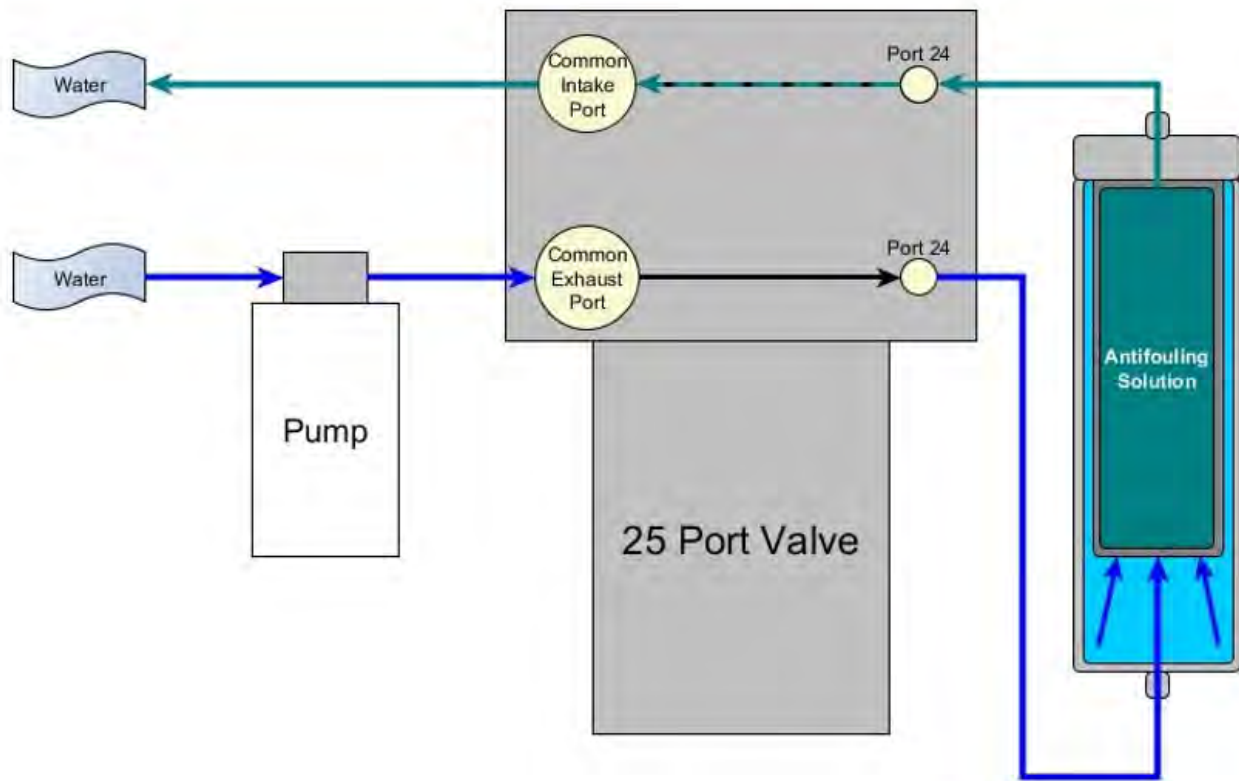 Water
Common
Intake
Port
Port 24
Water
Common
Exhaust
Port
Port 24
Antifouling
Solution
Pump
25 Port Valve